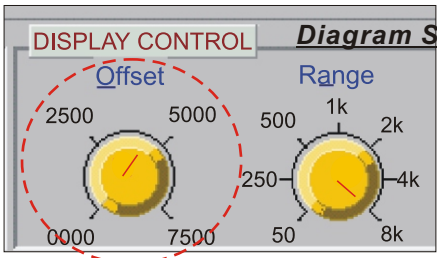 DISPLAY CONTROL
Diagram S
Offset
Range
2500
5000
0000
7500
1k
500
2k
250
4k
50
8k